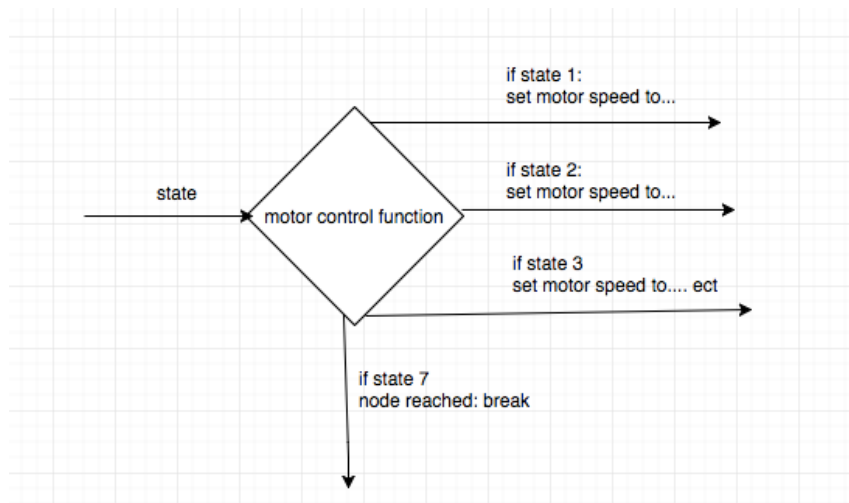 if state 1:
set motor speed to...
if state 2:
set motor speed to...
state
motor control function
if state 3
set motor speed to.... ect
if state 7
node reached: break